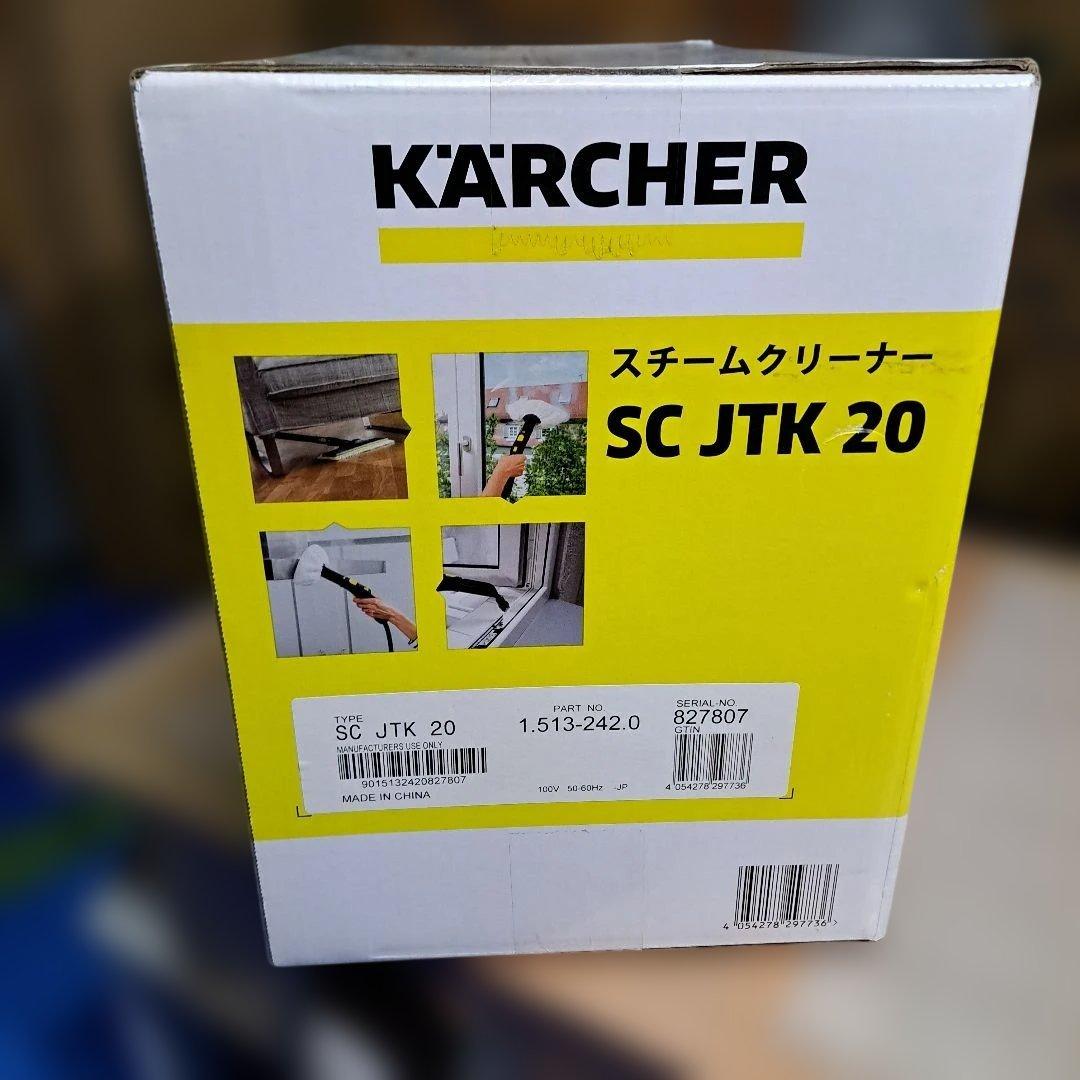 KÄRCHER
スチームクリーナー
SC JTK 20
TYPE
SC JTK 20
MANUFACTURERS USE ONLY
9015132420827807
MADE IN CHINA
PART NO.
1.513-242.0
100V 50-60Hz -JP
SERIAL-NO.
827807
GTIN
4 054278 297736
4 054278 297736 >